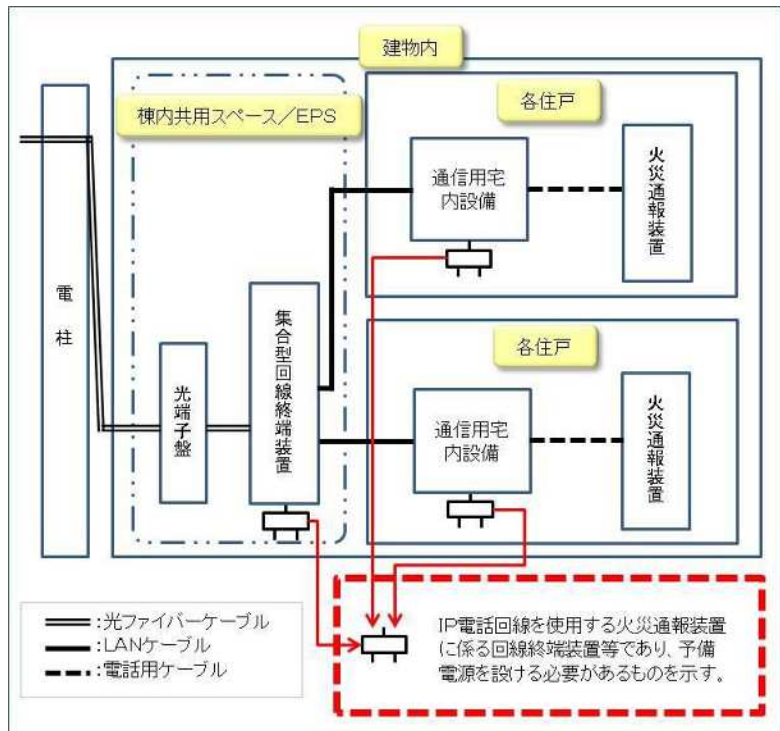 建物内
棟内共用スペース／EPS
各住戸
通信用宅
内設備
火災通報装置
電柱
集合型回線終端装置
光端子盤
各住戸
通信用宅
内設備
火災通報装置
:光ファイバーケーブル
:LANケーブル
:電話用ケーブル
IP電話回線を使用する火災通報装置
に係る回線終端装置等であり、予備
電源を設ける必要があるものを示す。